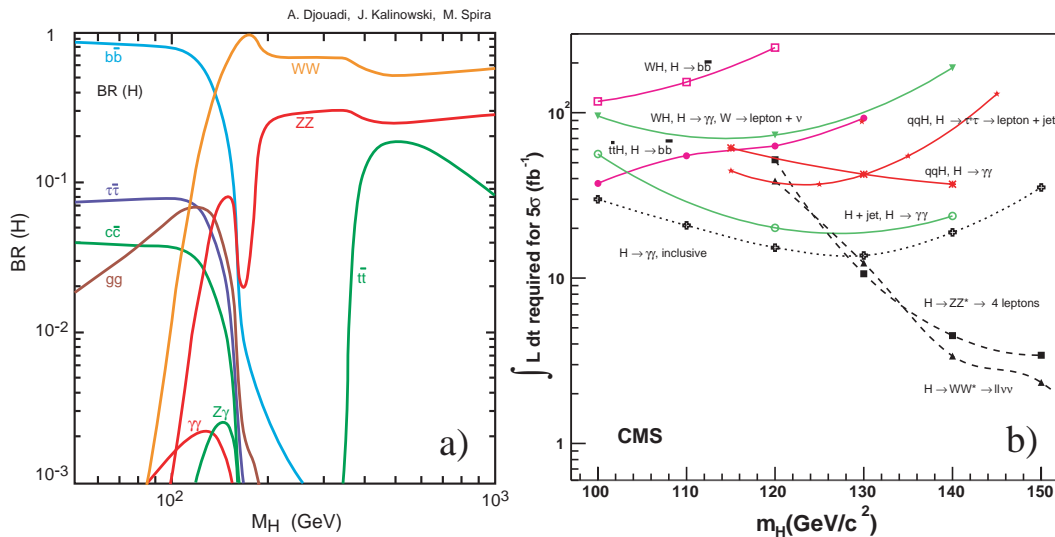 A. Djouadi, J. Kalinowski, M. Spira
1
bb̄
WW
BR (H)
ZZ
10⁻¹
ττ̄
cc̄
gg
tt̄
10⁻²
γγ
Zγ
a)
10⁻³
10²
10³
BR (H)
M_H (GeV)
WH, H→bb̄
10²
WH, H→γγ, W→lepton + ν
qqH, H→τ⁺τ⁻→lepton + jet
tt̄H, H→bb̄
qqH, H→γγ
H + jet, H→γγ
H→γγ, inclusive
10
H→ZZ*→ 4 leptons
H→WW*→llνν
CMS
b)
1
100 110 120 130 140 150
∫ L dt required for 5σ (fb⁻¹)
m_H(GeV/c²)